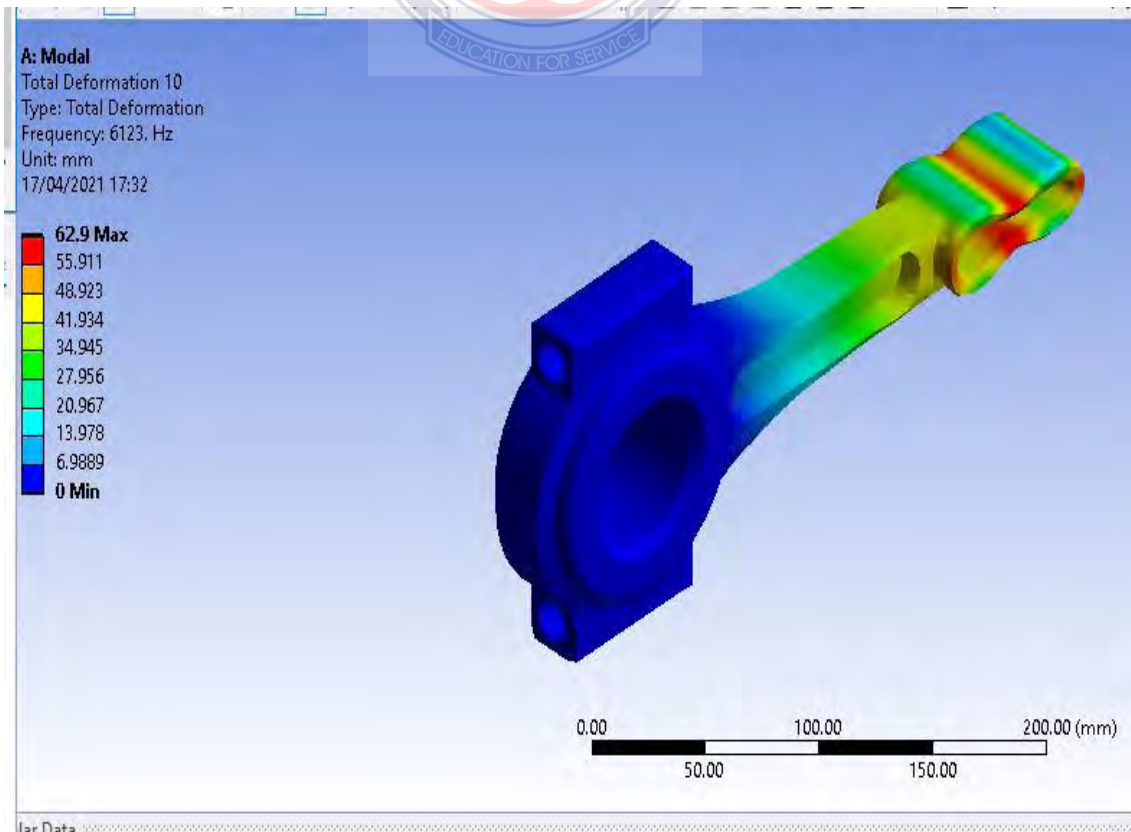 EDUCATION FOR SERVICE
A: Modal
Total Deformation 10
Type: Total Deformation
Frequency: 6123. Hz
Unit: mm
17/04/2021 17:32
62.9 Max
55.911
48.923
41.934
34.945
27.956
20.967
13.978
6.9889
0 Min
0.00 100.00 200.00 (mm)
50.00 150.00
lar Data